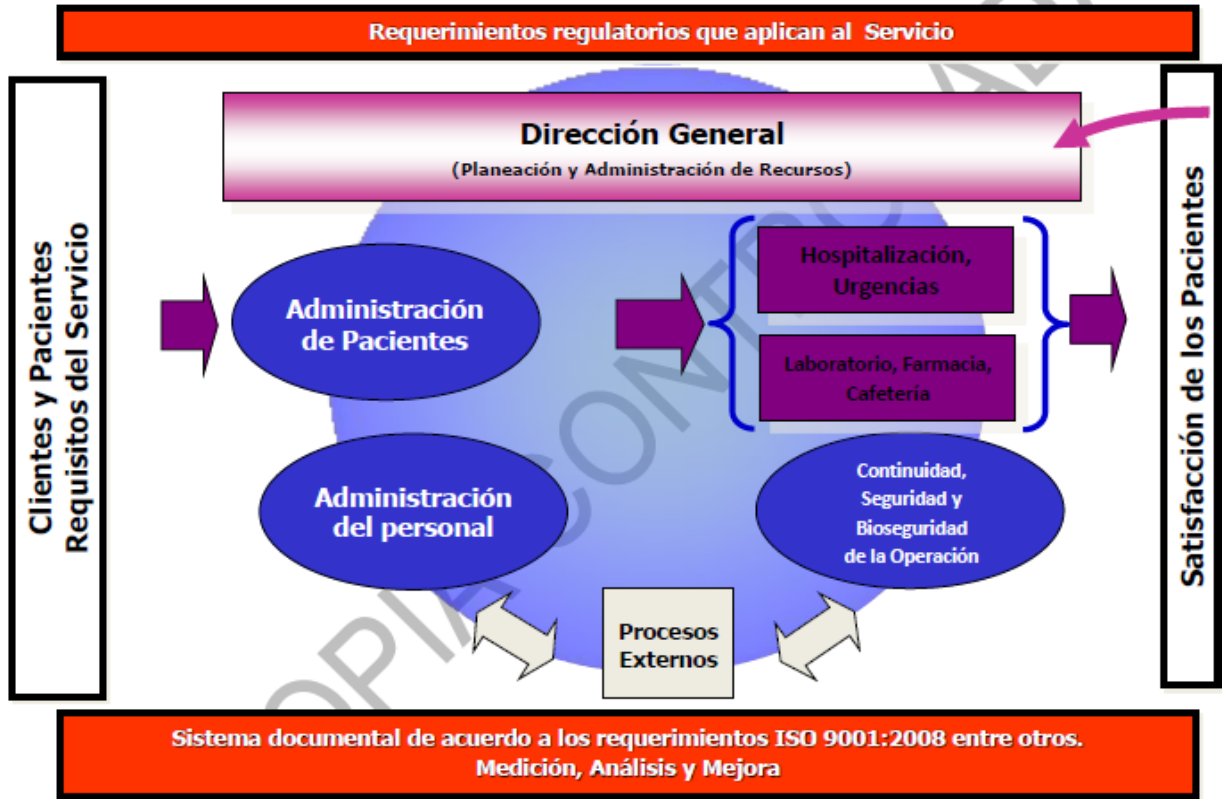 Requerimientos regulatorios que aplican al Servicio
Clientes y Pacientes
Requisitos del Servicio
Dirección General
(Planeación y Administración de Recursos)
Administración
de Pacientes
Hospitalización,
Urgencias
Laboratorio, Farmacia,
Cafetería
Administración
del personal
Continuidad,
Seguridad y
Bioseguridad
de la Operación
Procesos
Externos
Satisfacción de los Pacientes
Sistema documental de acuerdo a los requerimientos ISO 9001:2008 entre otros.
Medición, Análisis y Mejora